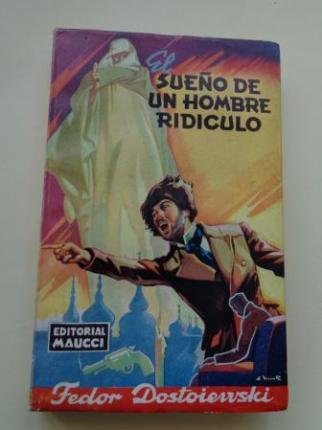 El
SUEÑO DE
UN HOMBRE
RIDICULO
EDITORIAL
MAUCCI
Fedor Dostoiewski